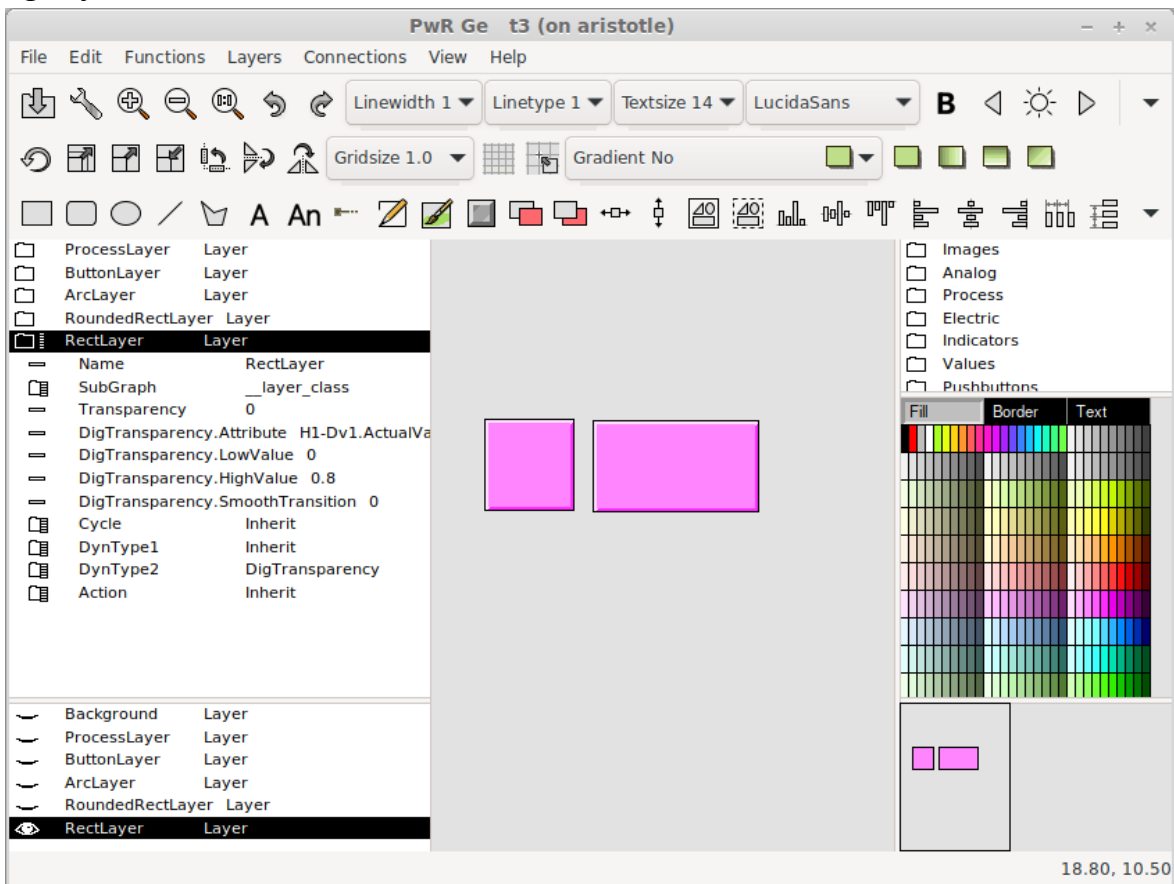 PwR Ge t3 (on aristotle)
File Edit Functions Layers Connections View Help
1:1 Linewidth 1 Linetype 1 Textsize 14 LucidaSans B
Gridsize 1.0 Gradient No
A An
ProcessLayer Layer
ButtonLayer Layer
ArcLayer Layer
RoundedRectLayer Layer
RectLayer Layer
Name RectLayer
SubGraph __layer_class
Transparency 0
DigTransparency.Attribute H1-Dv1.ActualVa
DigTransparency.LowValue 0
DigTransparency.HighValue 0.8
DigTransparency.SmoothTransition 0
Cycle Inherit
DynType1 Inherit
DynType2 DigTransparency
Action Inherit
Background Layer
ProcessLayer Layer
ButtonLayer Layer
ArcLayer Layer
RoundedRectLayer Layer
RectLayer Layer
Images
Analog
Process
Electric
Indicators
Values
Pushbuttons
Fill Border Text
18.80, 10.50